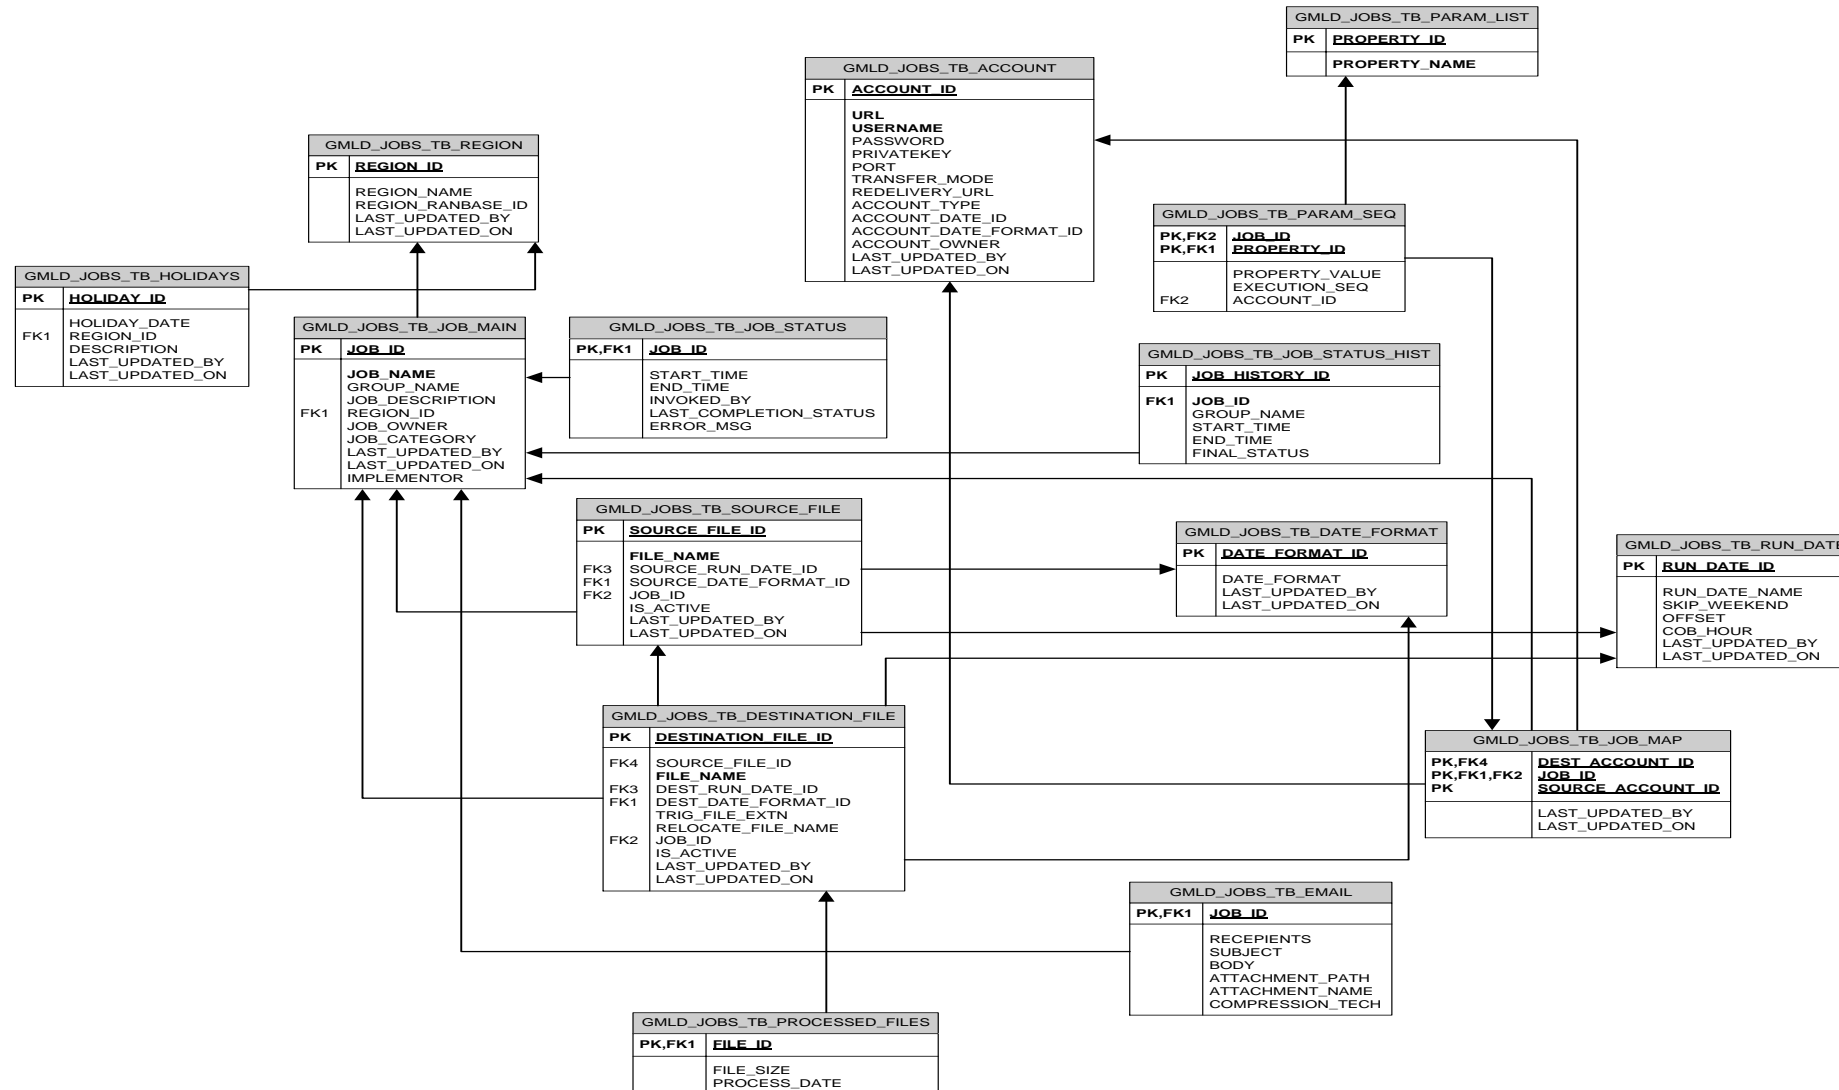 GMLD_JOBS_TB_PARAM_LIST
PK PROPERTY_ID
PROPERTY_NAME
GMLD_JOBS_TB_ACCOUNT
PK ACCOUNT_ID
URL
USERNAME
PASSWORD
PRIVATEKEY
PORT
TRANSFER_MODE
REDELIVERY_URL
ACCOUNT_TYPE
ACCOUNT_DATE_ID
ACCOUNT_DATE_FORMAT_ID
ACCOUNT_OWNER
LAST_UPDATED_BY
LAST_UPDATED_ON
GMLD_JOBS_TB_REGION
PK REGION_ID
REGION_NAME
REGION_RANBASE_ID
LAST_UPDATED_BY
LAST_UPDATED_ON
GMLD_JOBS_TB_PARAM_SEQ
PK,FK2 JOB_ID
PK,FK1 PROPERTY_ID
PROPERTY_VALUE
EXECUTION_SEQ
FK2 ACCOUNT_ID
GMLD_JOBS_TB_HOLIDAYS
PK HOLIDAY_ID
HOLIDAY_DATE
FK1 REGION_ID
DESCRIPTION
LAST_UPDATED_BY
LAST_UPDATED_ON
GMLD_JOBS_TB_JOB_MAIN
PK JOB_ID
JOB_NAME
GROUP_NAME
JOB_DESCRIPTION
FK1 REGION_ID
JOB_OWNER
JOB_CATEGORY
LAST_UPDATED_BY
LAST_UPDATED_ON
IMPLEMENTOR
GMLD_JOBS_TB_JOB_STATUS
PK,FK1 JOB_ID
START_TIME
END_TIME
INVOKED_BY
LAST_COMPLETION_STATUS
ERROR_MSG
GMLD_JOBS_TB_JOB_STATUS_HIST
PK JOB_HISTORY_ID
FK1 JOB_ID
GROUP_NAME
START_TIME
END_TIME
FINAL_STATUS
GMLD_JOBS_TB_SOURCE_FILE
PK SOURCE_FILE_ID
FILE_NAME
FK3 SOURCE_RUN_DATE_ID
FK1 SOURCE_DATE_FORMAT_ID
FK2 JOB_ID
IS_ACTIVE
LAST_UPDATED_BY
LAST_UPDATED_ON
GMLD_JOBS_TB_DATE_FORMAT
PK DATE_FORMAT_ID
DATE_FORMAT
LAST_UPDATED_BY
LAST_UPDATED_ON
GMLD_JOBS_TB_RUN_DATE
PK RUN_DATE_ID
RUN_DATE_NAME
SKIP_WEEKEND
OFFSET
COB_HOUR
LAST_UPDATED_BY
LAST_UPDATED_ON
GMLD_JOBS_TB_DESTINATION_FILE
PK DESTINATION_FILE_ID
FK4 SOURCE_FILE_ID
FILE_NAME
FK3 DEST_RUN_DATE_ID
FK1 DEST_DATE_FORMAT_ID
TRIG_FILE_EXTN
RELOCATE_FILE_NAME
FK2 JOB_ID
IS_ACTIVE
LAST_UPDATED_BY
LAST_UPDATED_ON
GMLD_JOBS_TB_JOB_MAP
PK,FK4 DEST_ACCOUNT_ID
PK,FK1,FK2 JOB_ID
PK SOURCE_ACCOUNT_ID
LAST_UPDATED_BY
LAST_UPDATED_ON
GMLD_JOBS_TB_EMAIL
PK,FK1 JOB_ID
RECEPIENTS
SUBJECT
BODY
ATTACHMENT_PATH
ATTACHMENT_NAME
COMPRESSION_TECH
GMLD_JOBS_TB_PROCESSED_FILES
PK,FK1 FILE_ID
FILE_SIZE
PROCESS_DATE